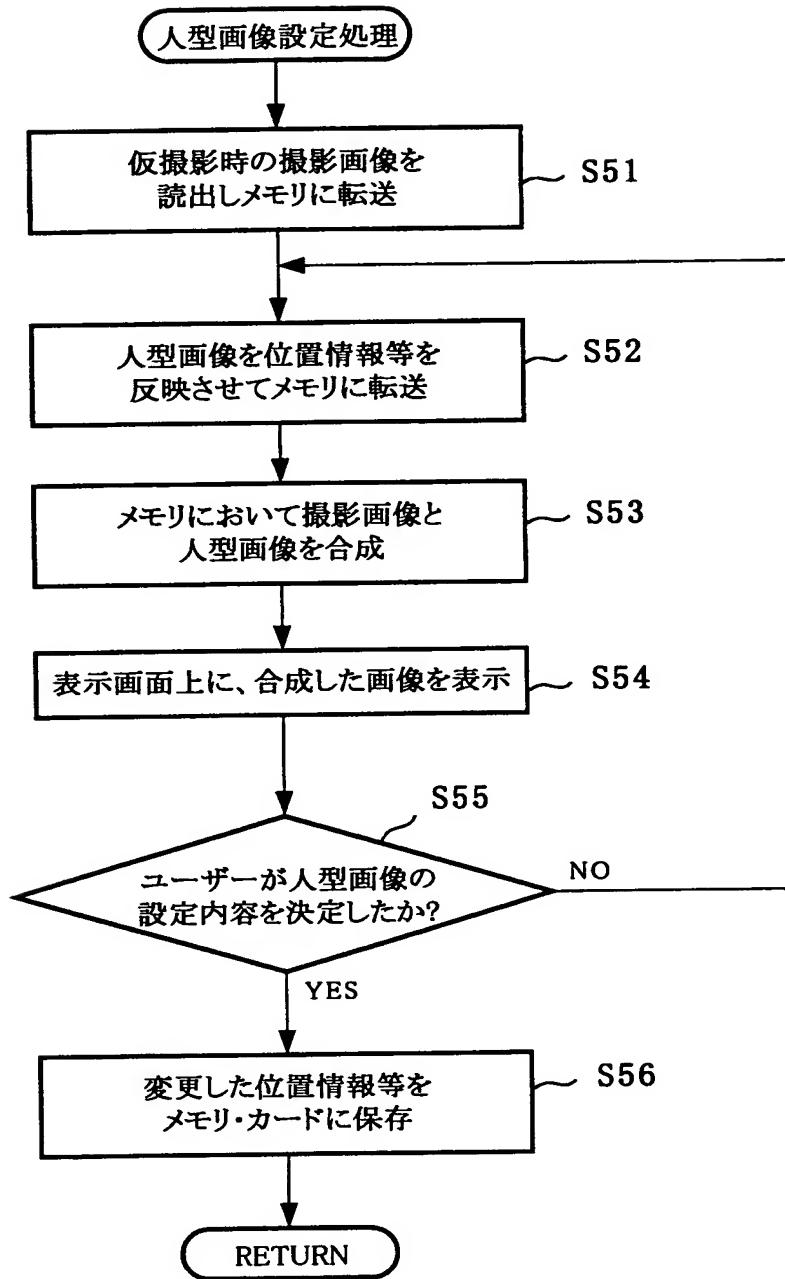 人型画像設定処理
仮撮影時の撮影画像を
読出しメモリに転送
S51
人型画像を位置情報等を
反映させてメモリに転送
S52
メモリにおいて撮影画像と
人型画像を合成
S53
表示画面上に、合成した画像を表示
S54
S55
ユーザーが人型画像の
設定内容を決定したか?
NO
YES
変更した位置情報等を
メモリ・カードに保存
S56
RETURN